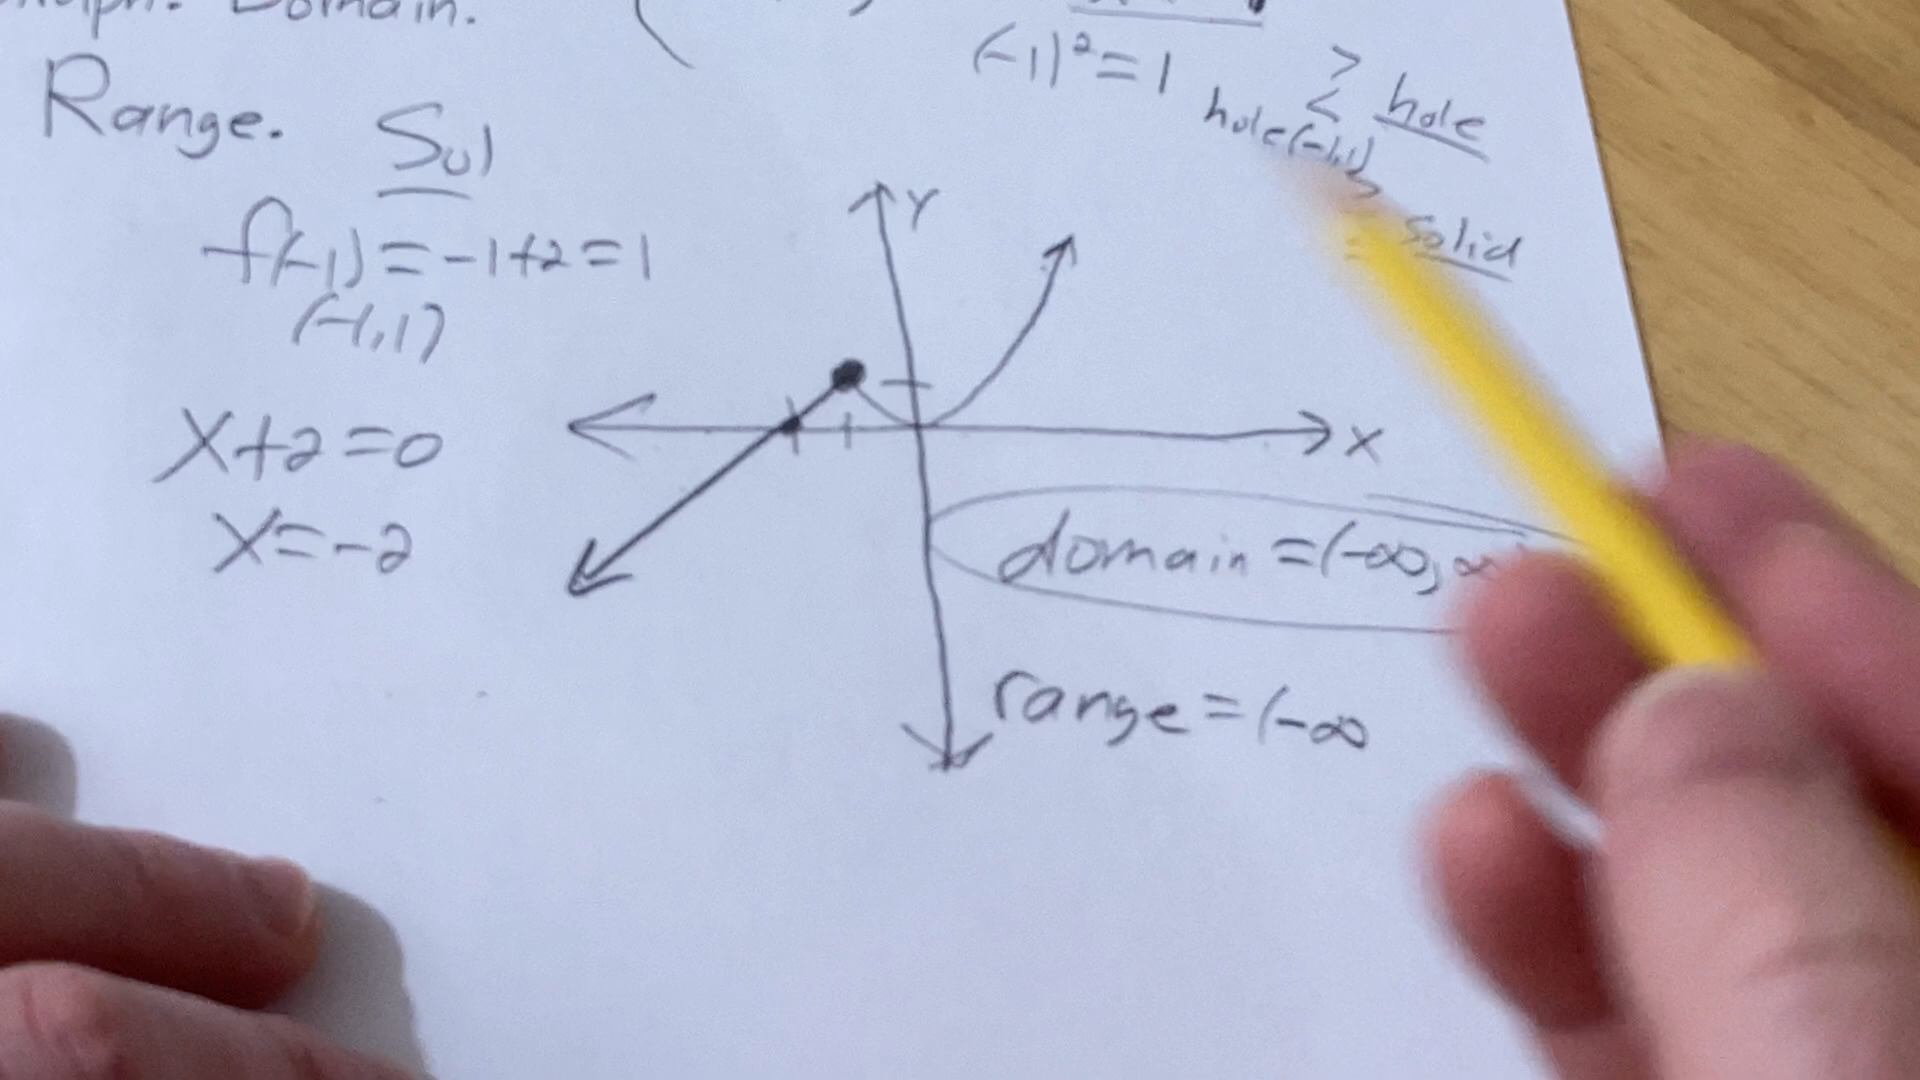 Domain.
Range.
Sol
f(-1) = -1+2 = 1
(-1,1)
x+2=0
x=-2
(-1)²=1
>
< hole
hole(-1,1)
solid
Y
X
domain = (-∞, ∞
range = (-∞